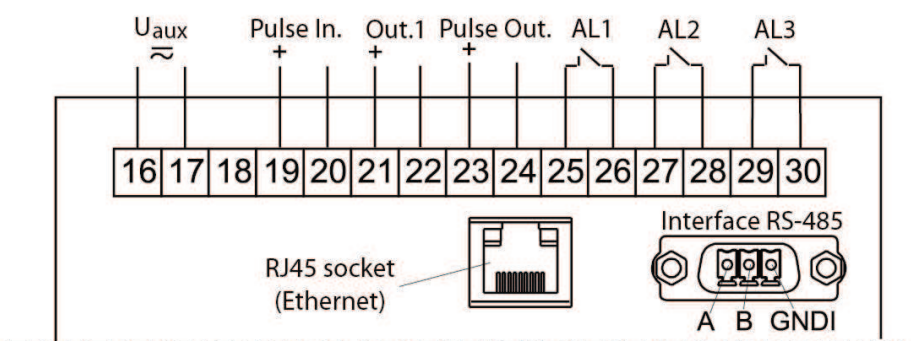 Uaux Pulse In. Out.1 Pulse Out. AL1 AL2 AL3
≂ + + +
16 17 18 19 20 21 22 23 24 25 26 27 28 29 30
Interface RS-485
RJ45 socket
(Ethernet)
A B GNDI